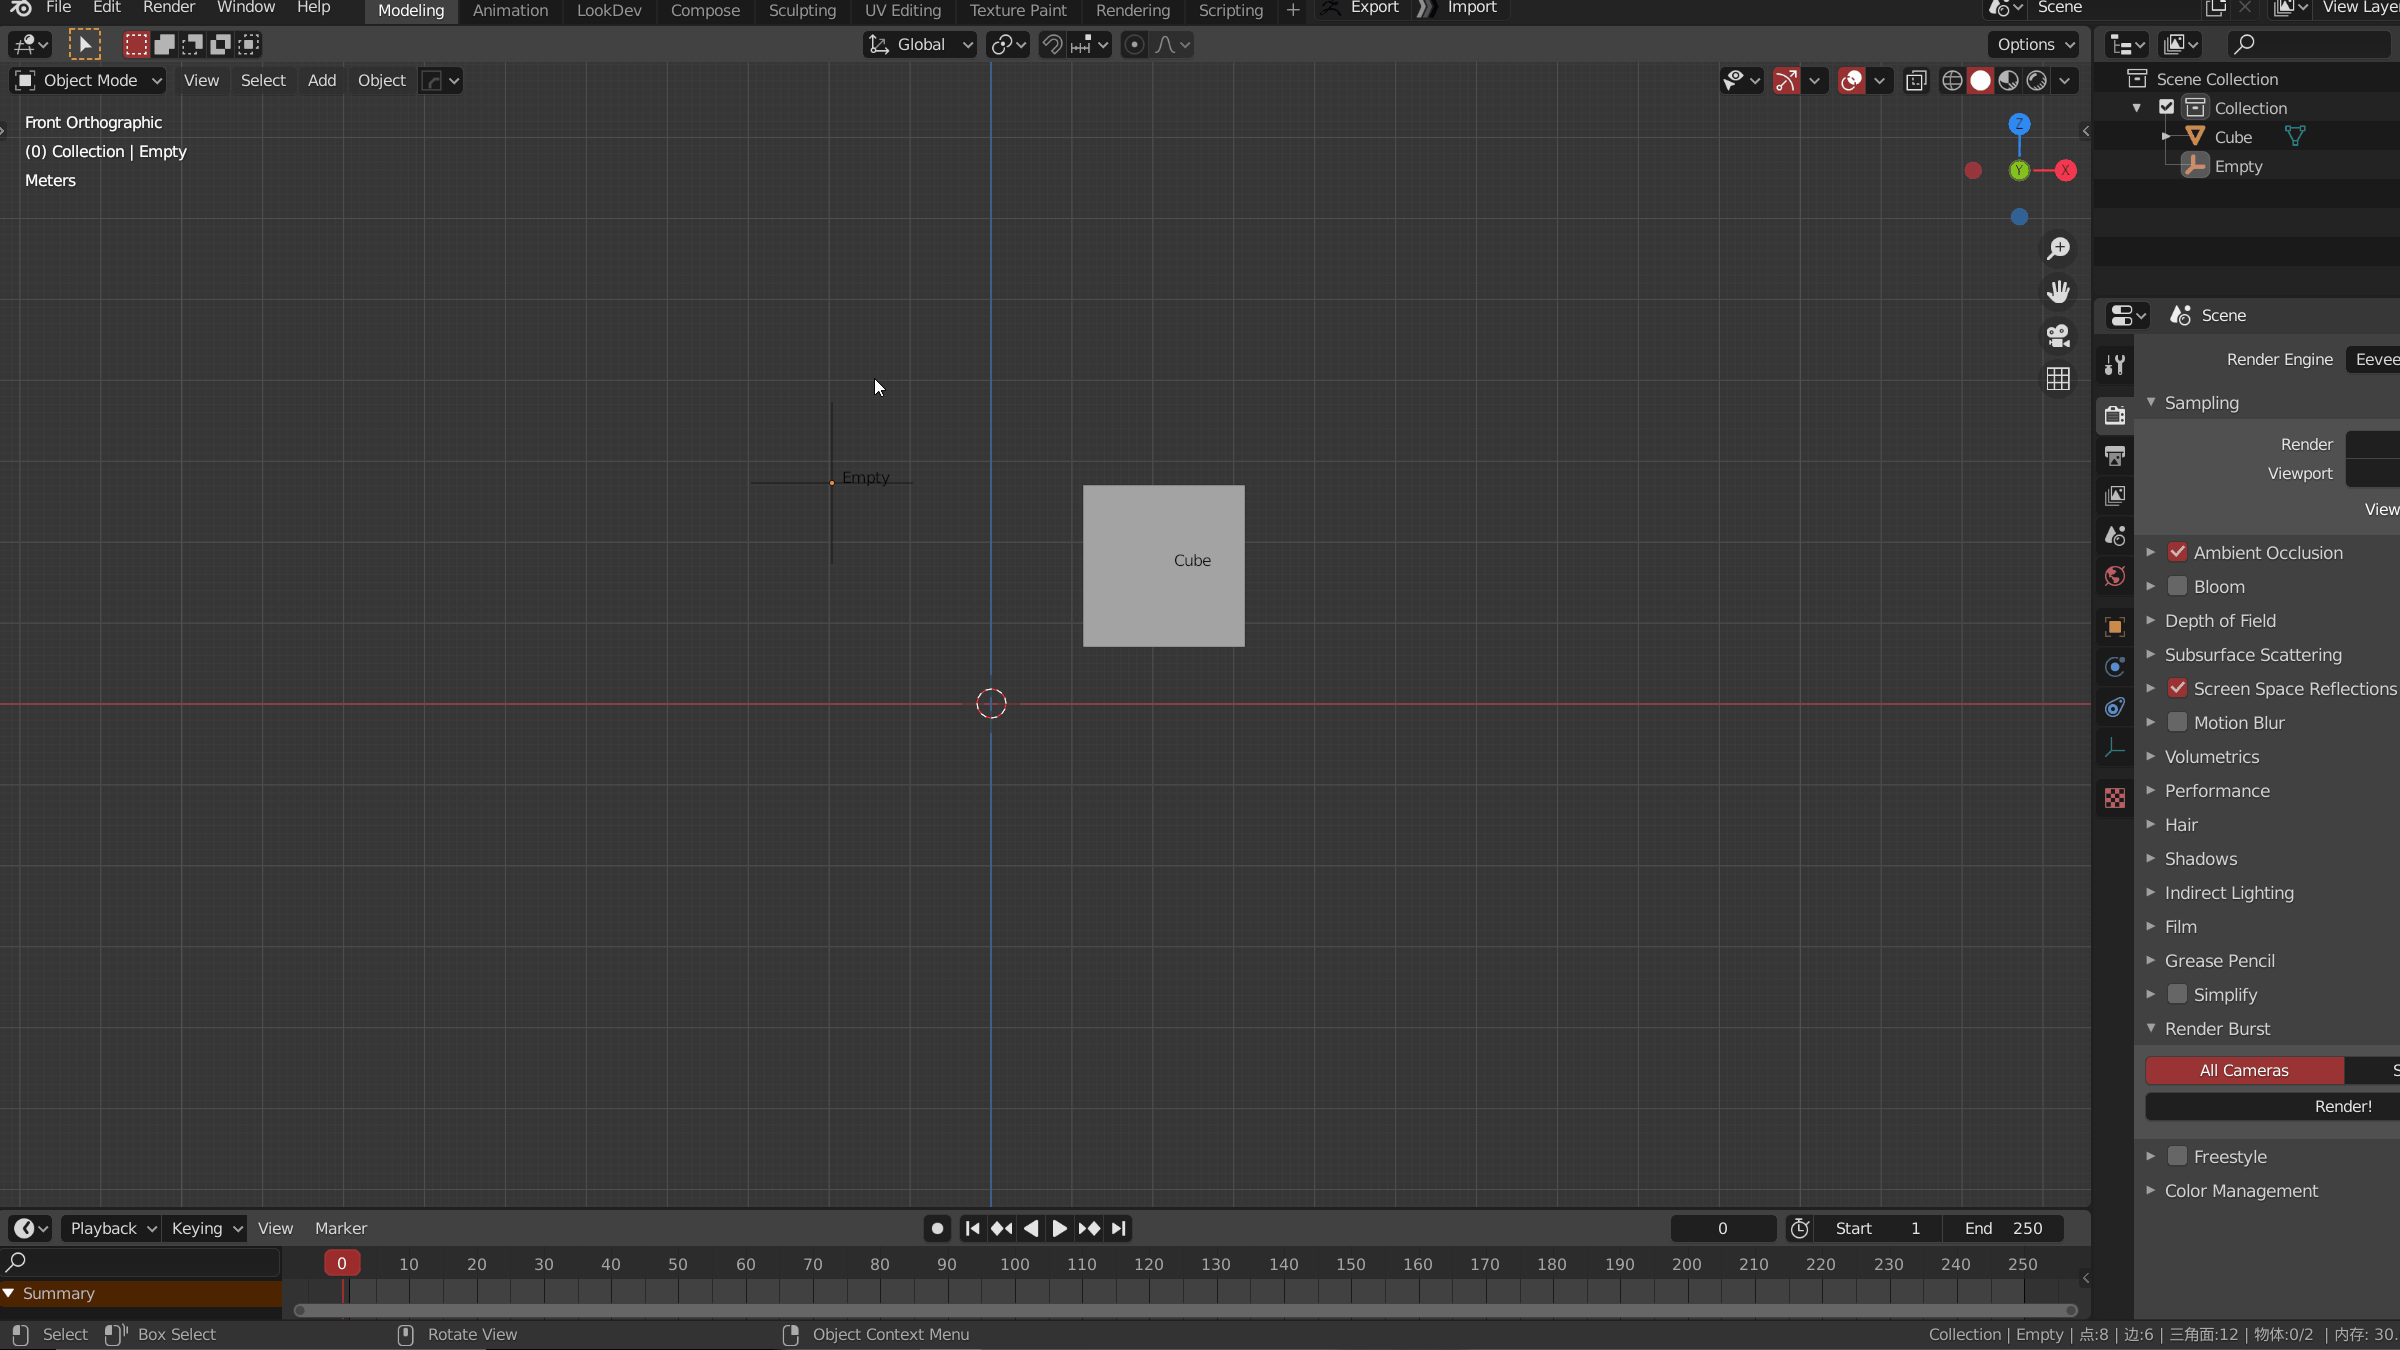 File Edit Render Window Help Modeling Animation LookDev Compose Sculpting UV Editing Texture Paint Rendering Scripting + Export Import Scene View Laye
Global Options
Object Mode View Select Add Object
Scene Collection
Collection
Cube
Empty
Front Orthographic
(0) Collection | Empty
Meters
Z
Y X
Empty
Cube
Scene
Render Engine Eevee
Sampling
Render
Viewport
View
Ambient Occlusion
Bloom
Depth of Field
Subsurface Scattering
Screen Space Reflections
Motion Blur
Volumetrics
Performance
Hair
Shadows
Indirect Lighting
Film
Grease Pencil
Simplify
Render Burst
All Cameras S
Render!
Freestyle
Color Management
Playback Keying View Marker 0 Start 1 End 250
0 10 20 30 40 50 60 70 80 90 100 110 120 130 140 150 160 170 180 190 200 210 220 230 240 250
Summary
Select Box Select Rotate View Object Context Menu Collection | Empty | 点:8 | 边:6 | 三角面:12 | 物体:0/2 | 内存: 30.